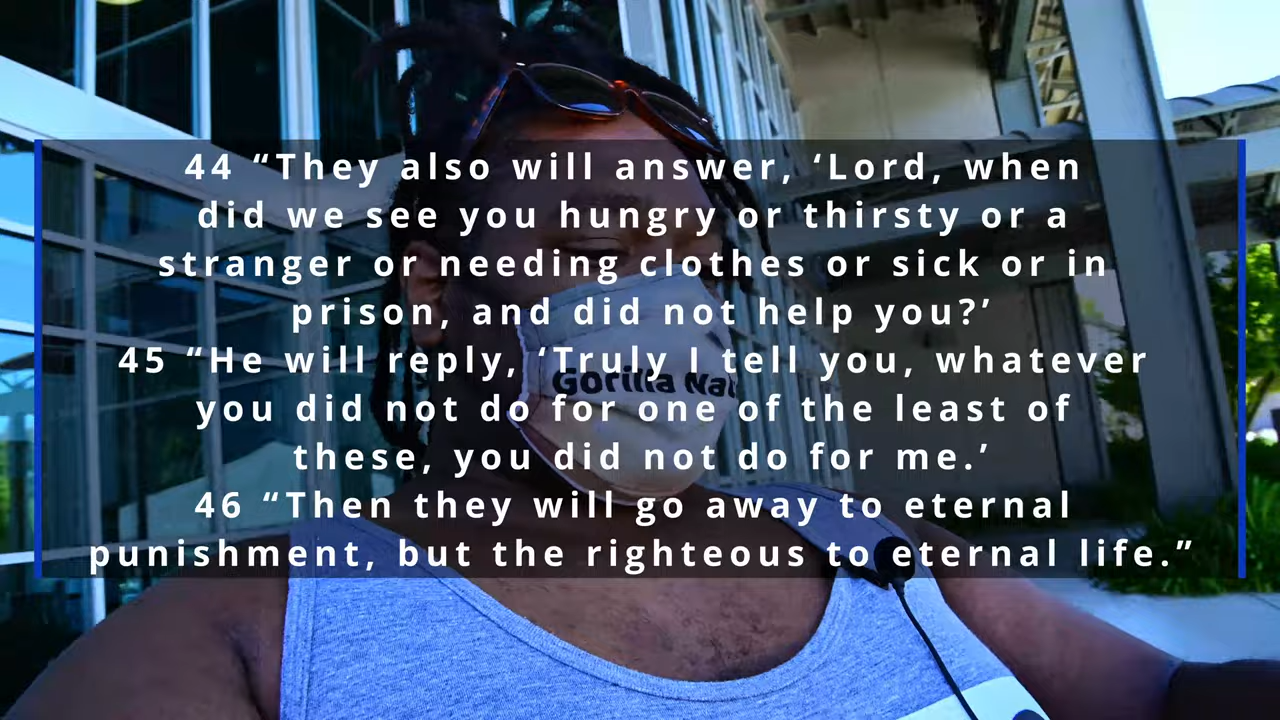 44 “They also will answer, ‘Lord, when
did we see you hungry or thirsty or a
stranger or needing clothes or sick or in
prison, and did not help you?’
45 “He will reply, ‘Truly I tell you, whatever
you did not do for one of the least of
these, you did not do for me.’
46 “Then they will go away to eternal
punishment, but the righteous to eternal life.”
Gorilla